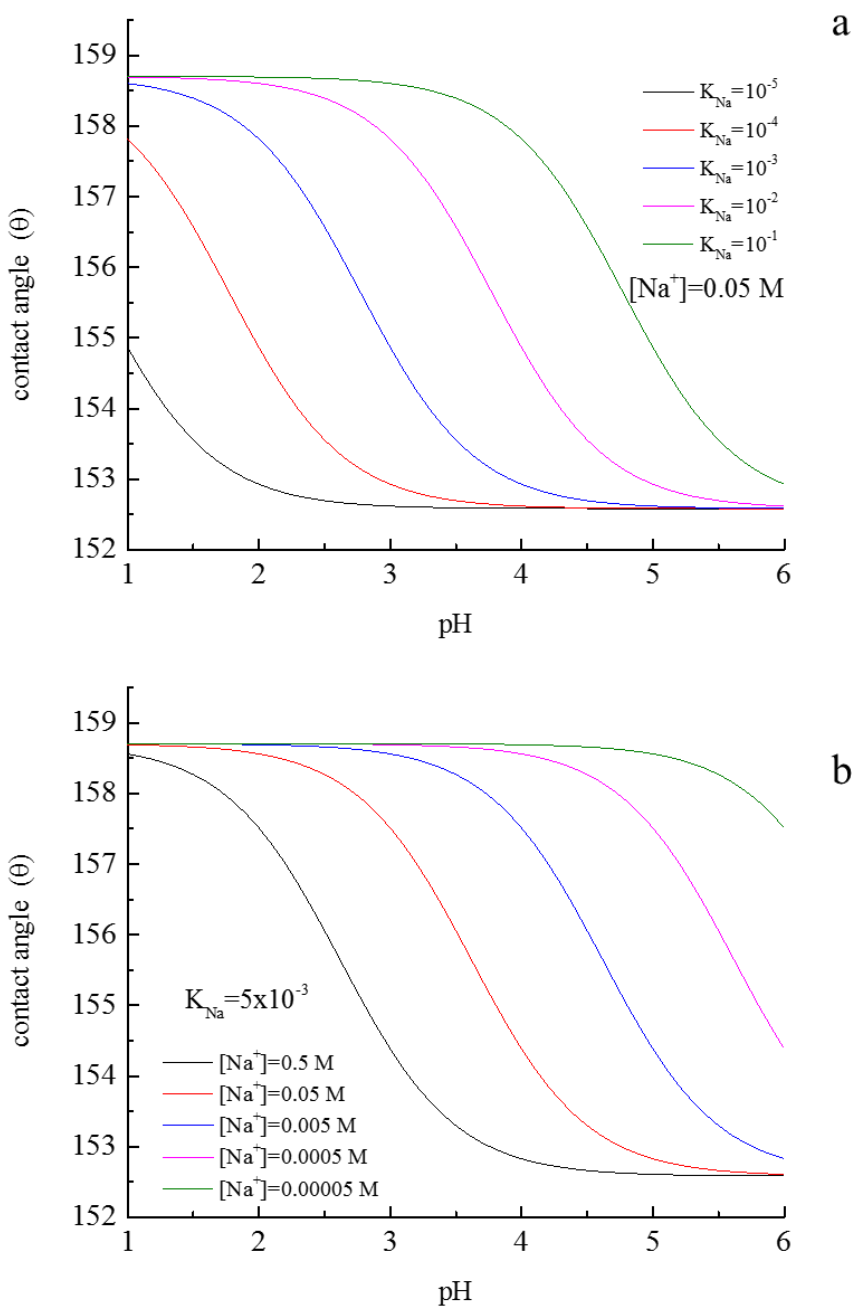 a
159
158
157
156
155
154
153
152
contact angle (θ)
K_Na=10^-5
K_Na=10^-4
K_Na=10^-3
K_Na=10^-2
K_Na=10^-1
[Na^+]=0.05 M
1 2 3 4 5 6
pH
b
159
158
157
156
155
154
153
152
contact angle (θ)
K_Na=5x10^-3
[Na^+]=0.5 M
[Na^+]=0.05 M
[Na^+]=0.005 M
[Na^+]=0.0005 M
[Na^+]=0.00005 M
1 2 3 4 5 6
pH